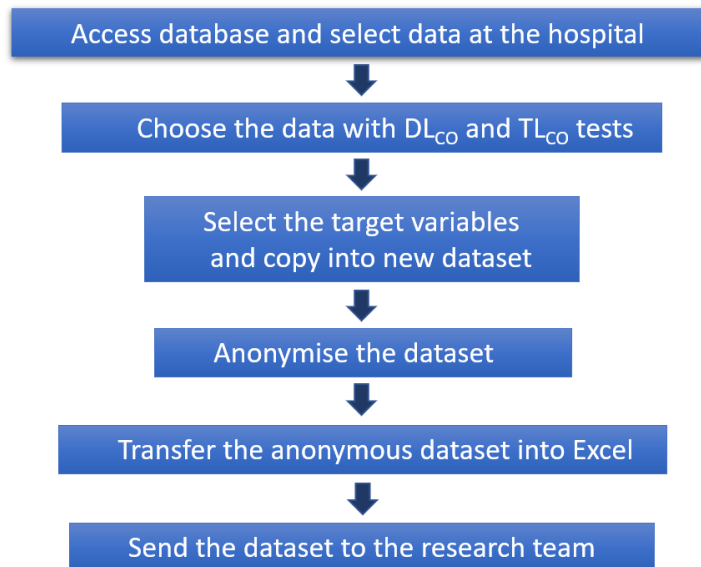 Access database and select data at the hospital
Choose the data with DLCO and TLCO tests
Select the target variables
and copy into new dataset
Anonymise the dataset
Transfer the anonymous dataset into Excel
Send the dataset to the research team